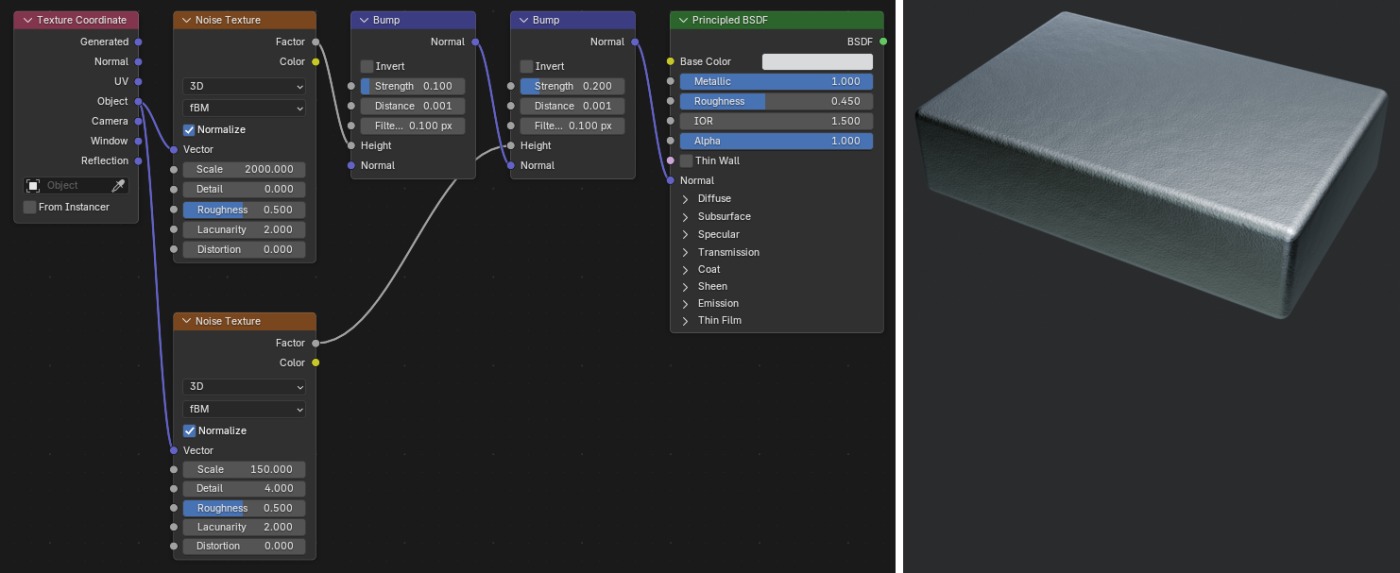 Texture Coordinate
Generated
Normal
UV
Object
Camera
Window
Reflection
Object
From Instancer
Noise Texture
Factor
Color
3D
fBM
Normalize
Vector
Scale 2000.000
Detail 0.000
Roughness 0.500
Lacunarity 2.000
Distortion 0.000
Noise Texture
Factor
Color
3D
fBM
Normalize
Vector
Scale 150.000
Detail 4.000
Roughness 0.500
Lacunarity 2.000
Distortion 0.000
Bump
Normal
Invert
Strength 0.100
Distance 0.001
Filte... 0.100 px
Height
Normal
Bump
Normal
Invert
Strength 0.200
Distance 0.001
Filte... 0.100 px
Height
Normal
Principled BSDF
BSDF
Base Color
Metallic 1.000
Roughness 0.450
IOR 1.500
Alpha 1.000
Thin Wall
Normal
Diffuse
Subsurface
Specular
Transmission
Coat
Sheen
Emission
Thin Film